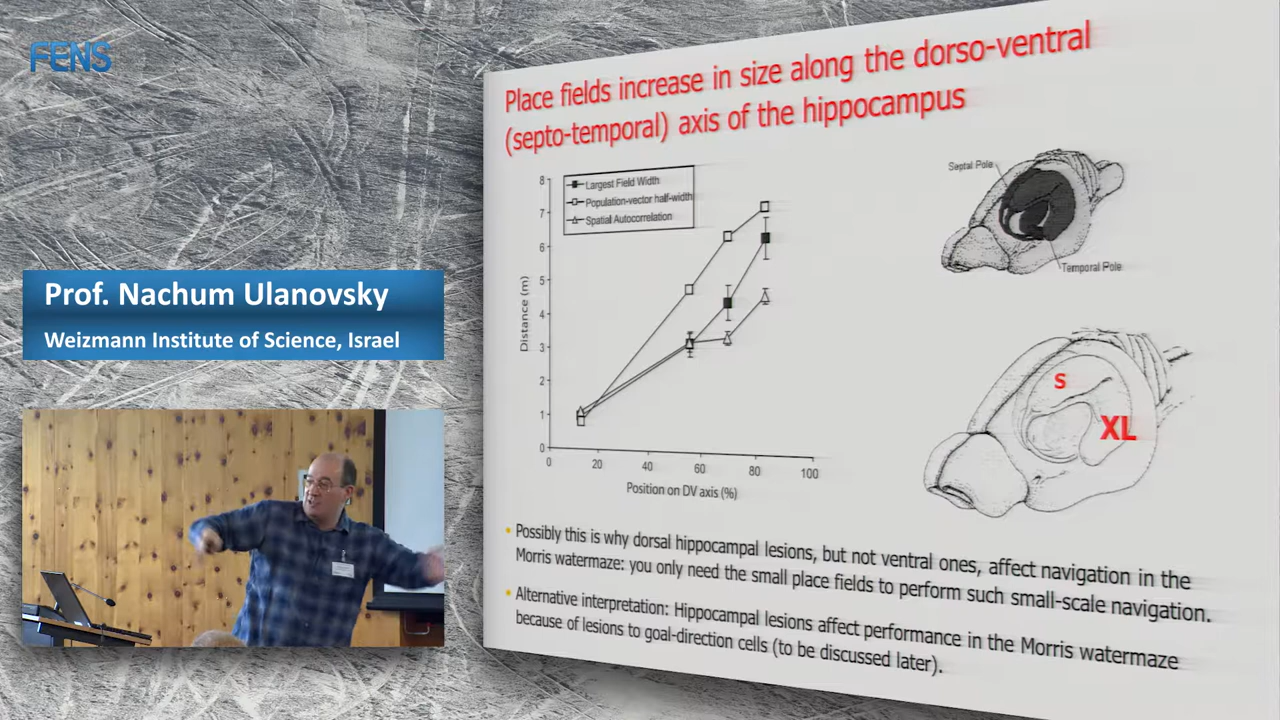 FENS
Prof. Nachum Ulanovsky
Weizmann Institute of Science, Israel
Place fields increase in size along the dorso-ventral
(septo-temporal) axis of the hippocampus
8
7
6
5
4
3
2
1
0
Distance (m)
Largest Field Width
Population-vector half-width
Spatial Autocorrelation
0 20 40 60 80 100
Position on DV axis (%)
Septal Pole
Temporal Pole
S
XL
Possibly this is why dorsal hippocampal lesions, but not ventral ones, affect navigation in the
Morris watermaze: you only need the small place fields to perform such small-scale navigation.
Alternative interpretation: Hippocampal lesions affect performance in the Morris watermaze
because of lesions to goal-direction cells (to be discussed later).